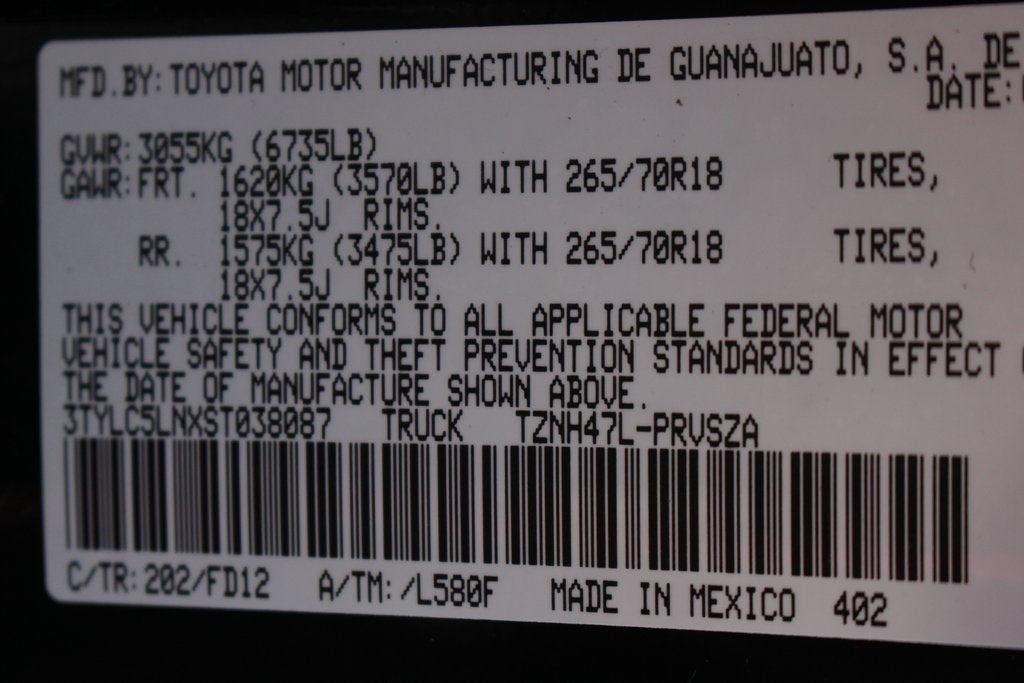 MFD.BY: TOYOTA MOTOR MANUFACTURING DE GUANAJUATO, S.A. DE
DATE:
GVWR: 3055KG (6735LB)
GAWR: FRT. 1620KG (3570LB) WITH 265/70R18 TIRES,
18X7.5J RIMS.
RR. 1575KG (3475LB) WITH 265/70R18 TIRES,
18X7.5J RIMS.
THIS VEHICLE CONFORMS TO ALL APPLICABLE FEDERAL MOTOR
VEHICLE SAFETY AND THEFT PREVENTION STANDARDS IN EFFECT
THE DATE OF MANUFACTURE SHOWN ABOVE.
3TYLC5LNXST038087 TRUCK TZNH47L-PRVSZA
C/TR: 202/FD12 A/TM: /L580F MADE IN MEXICO 402